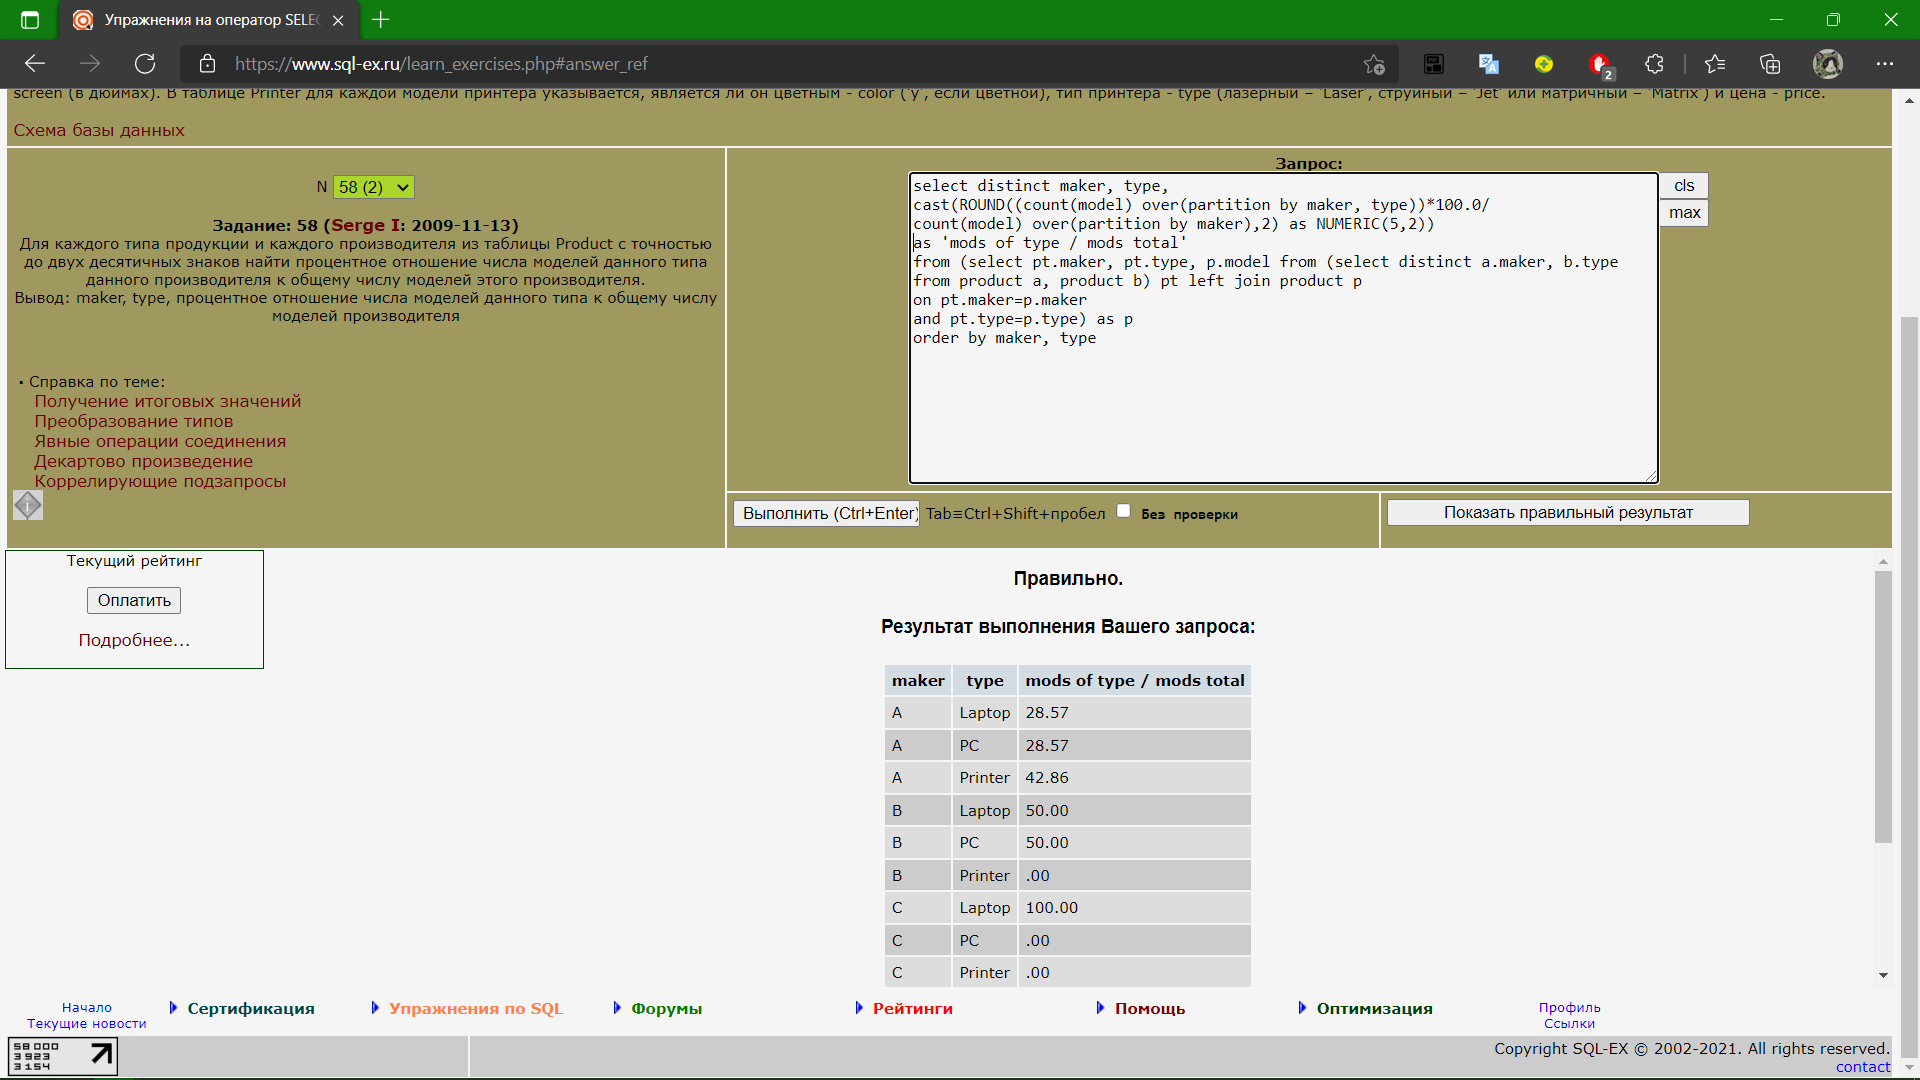 Упражнения на оператор SELEC
https://www.sql-ex.ru/learn_exercises.php#answer_ref
2
screen (в дюймах). В таблице Printer для каждой модели принтера указывается, является ли он цветным - color ('y', если цветной), тип принтера - type (лазерный – 'Laser', струйный – 'Jet' или матричный – 'Matrix') и цена - price.
Схема базы данных
N 58 (2)
Задание: 58 (Serge I: 2009-11-13)
Для каждого типа продукции и каждого производителя из таблицы Product c точностью
до двух десятичных знаков найти процентное отношение числа моделей данного типа
данного производителя к общему числу моделей этого производителя.
Вывод: maker, type, процентное отношение числа моделей данного типа к общему числу
моделей производителя
· Справка по теме:
Получение итоговых значений
Преобразование типов
Явные операции соединения
Декартово произведение
Коррелирующие подзапросы
Запрос:
select distinct maker, type,
cast(ROUND((count(model) over(partition by maker, type))*100.0/
count(model) over(partition by maker),2) as NUMERIC(5,2))
as 'mods of type / mods total'
from (select pt.maker, pt.type, p.model from (select distinct a.maker, b.type
from product a, product b) pt left join product p
on pt.maker=p.maker
and pt.type=p.type) as p
order by maker, type
cls
max
Выполнить (Ctrl+Enter)
Tab≡Ctrl+Shift+пробел
Без проверки
Показать правильный результат
Текущий рейтинг
Оплатить
Подробнее...
Правильно.
Результат выполнения Вашего запроса:
maker type mods of type / mods total
A Laptop 28.57
A PC 28.57
A Printer 42.86
B Laptop 50.00
B PC 50.00
B Printer .00
C Laptop 100.00
C PC .00
C Printer .00
Начало
Текущие новости
Сертификация
Упражнения по SQL
Форумы
Рейтинги
Помощь
Оптимизация
Профиль
Ссылки
58 000
3 923
3 154
Copyright SQL-EX © 2002-2021. All rights reserved.
contact